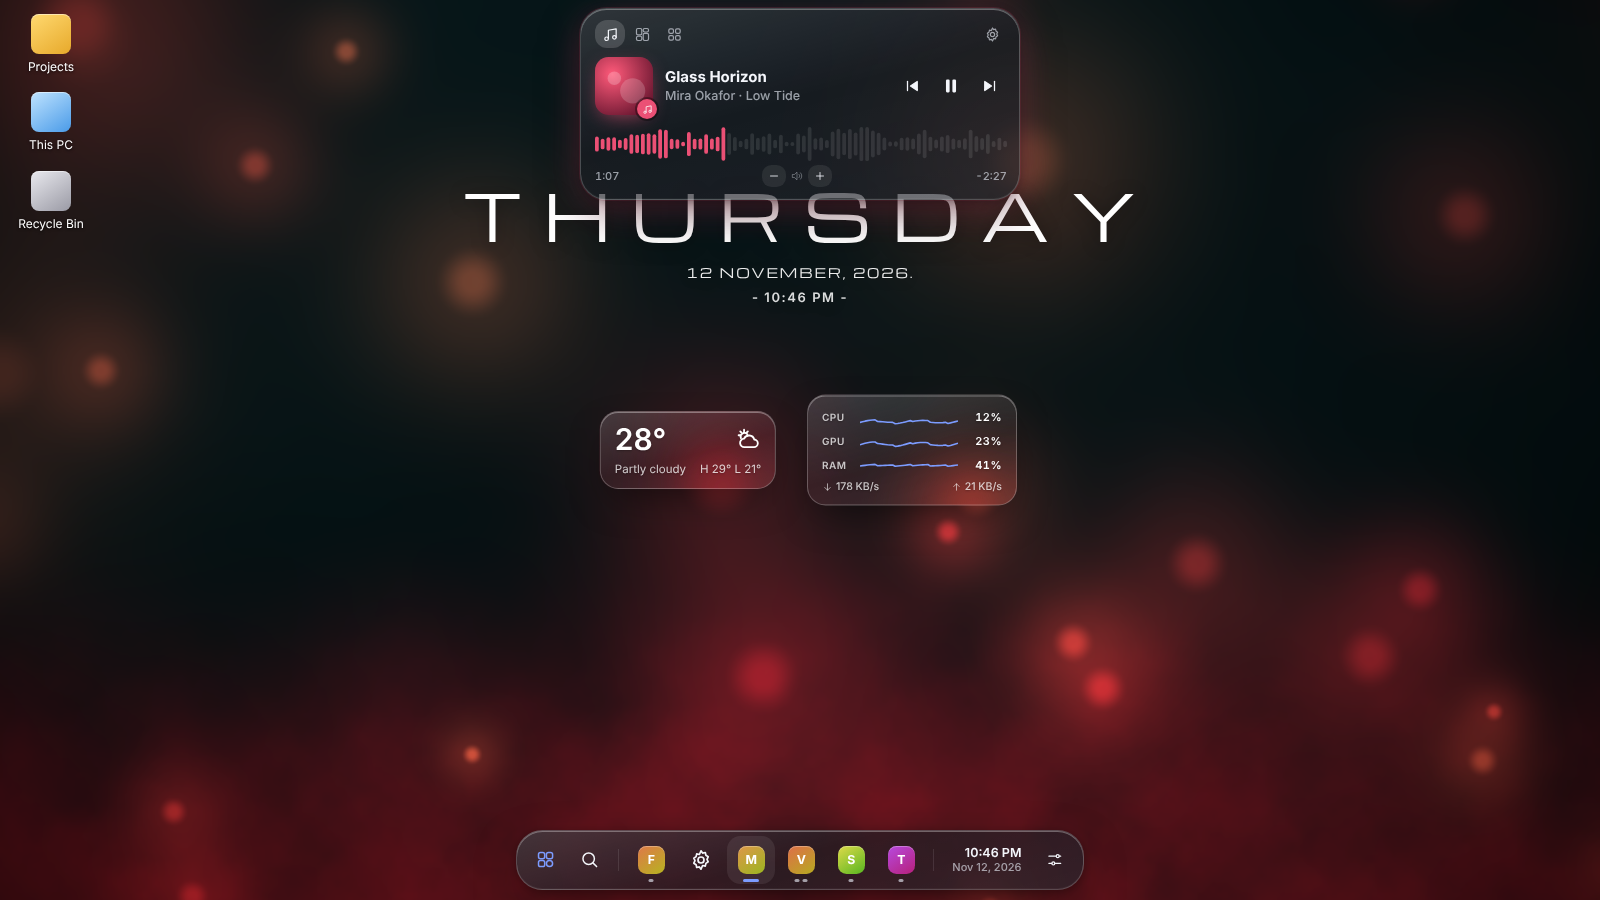 Projects
This PC
Recycle Bin
Glass Horizon
Mira Okafor · Low Tide
1:07
-2:27
THURSDAY
12 NOVEMBER, 2026.
- 10:46 PM -
28°
Partly cloudy
H 29° L 21°
CPU 12%
GPU 23%
RAM 41%
↓ 178 KB/s ↑ 21 KB/s
F
M
V
S
T
10:46 PM
Nov 12, 2026